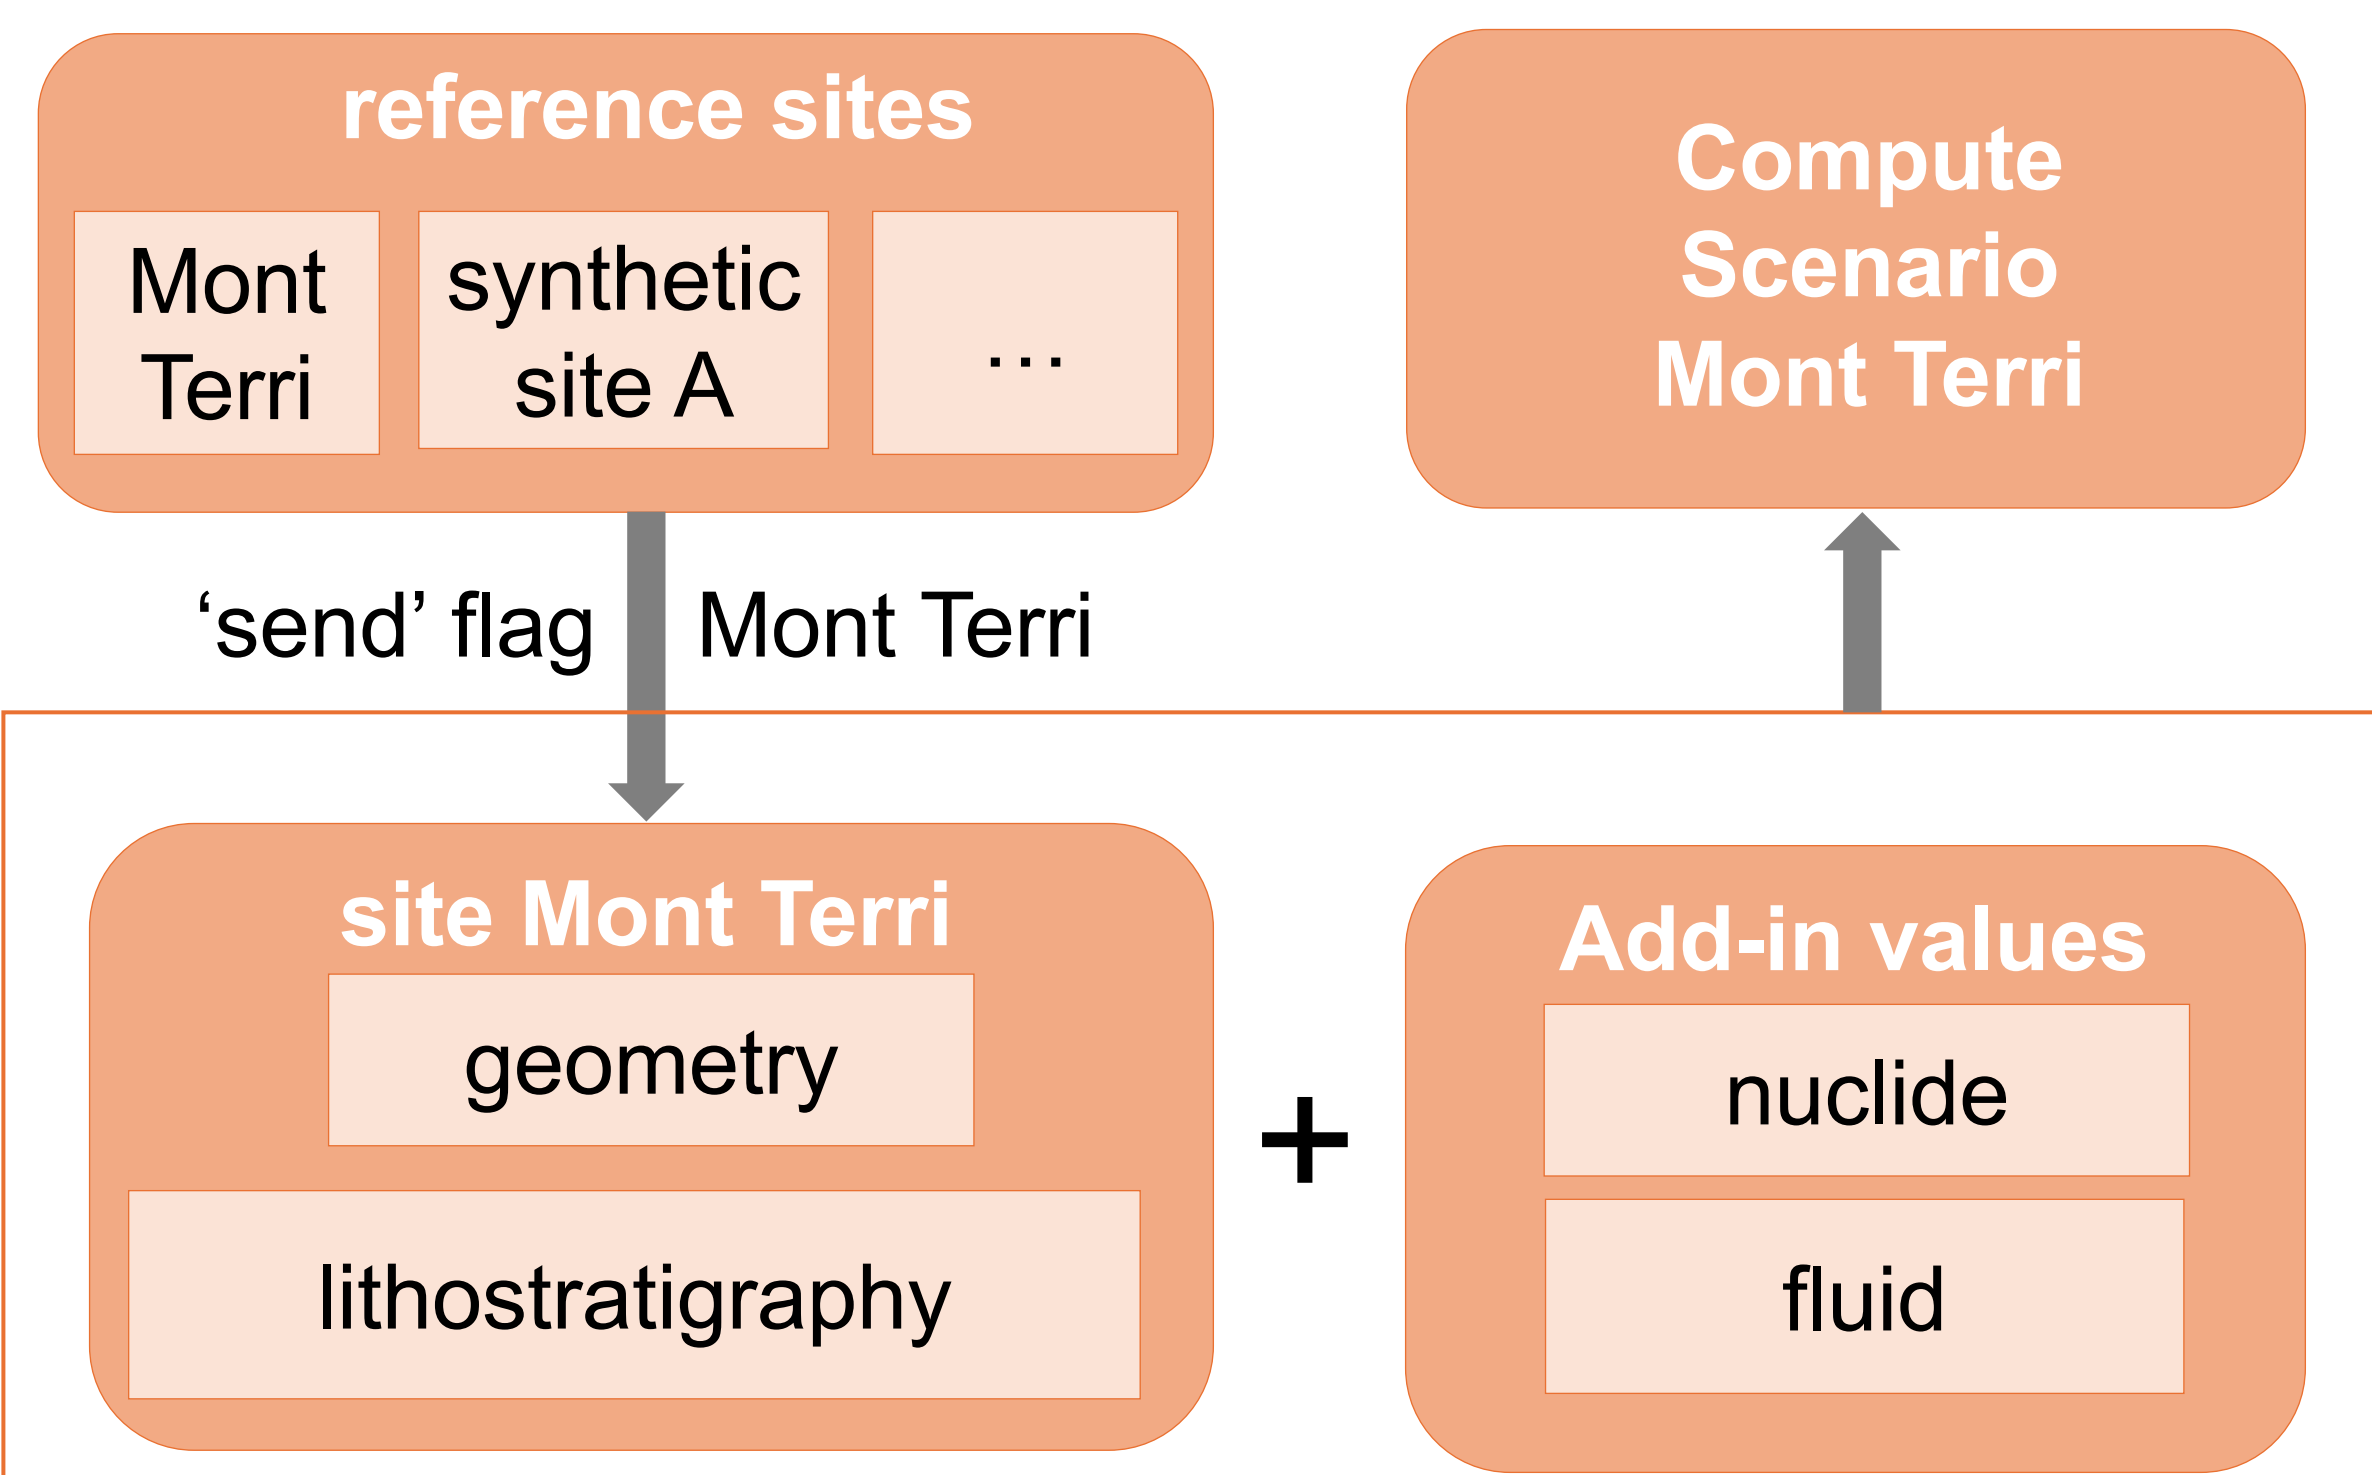 reference sites
Mont
Terri
synthetic
site A
…
Compute
Scenario
Mont Terri
‘send’ flag
Mont Terri
site Mont Terri
geometry
lithostratigraphy
+
Add-in values
nuclide
fluid